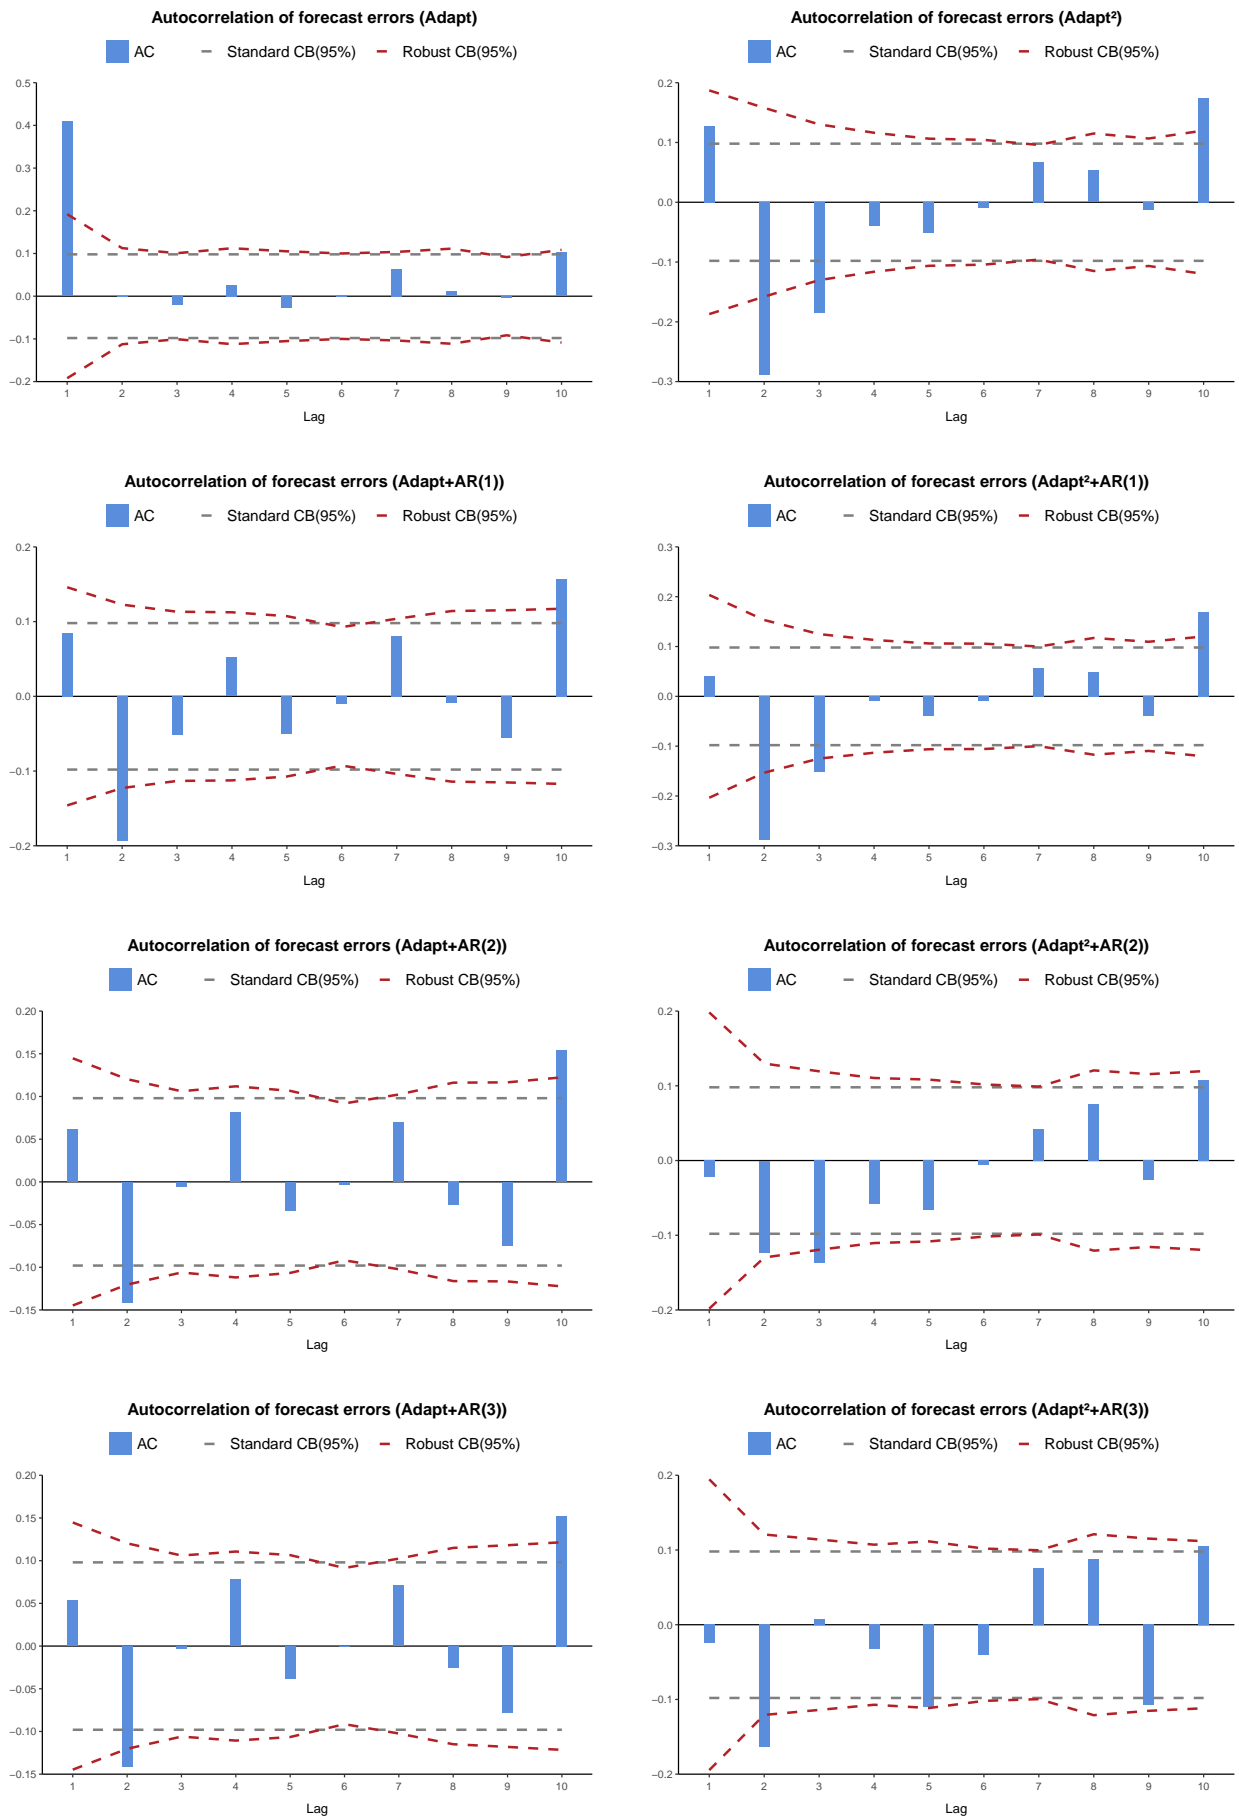 Autocorrelation of forecast errors (Adapt)
AC Standard CB(95%) Robust CB(95%)
0.5
0.4
0.3
0.2
0.1
0.0
−0.1
−0.2
1 2 3 4 5 6 7 8 9 10
Lag
Autocorrelation of forecast errors (Adapt²)
AC Standard CB(95%) Robust CB(95%)
0.2
0.1
0.0
−0.1
−0.2
−0.3
1 2 3 4 5 6 7 8 9 10
Lag
Autocorrelation of forecast errors (Adapt+AR(1))
AC Standard CB(95%) Robust CB(95%)
0.2
0.1
0.0
−0.1
−0.2
1 2 3 4 5 6 7 8 9 10
Lag
Autocorrelation of forecast errors (Adapt²+AR(1))
AC Standard CB(95%) Robust CB(95%)
0.3
0.2
0.1
0.0
−0.1
−0.2
−0.3
1 2 3 4 5 6 7 8 9 10
Lag
Autocorrelation of forecast errors (Adapt+AR(2))
AC Standard CB(95%) Robust CB(95%)
0.20
0.15
0.10
0.05
0.00
−0.05
−0.10
−0.15
1 2 3 4 5 6 7 8 9 10
Lag
Autocorrelation of forecast errors (Adapt²+AR(2))
AC Standard CB(95%) Robust CB(95%)
0.2
0.1
0.0
−0.1
−0.2
1 2 3 4 5 6 7 8 9 10
Lag
Autocorrelation of forecast errors (Adapt+AR(3))
AC Standard CB(95%) Robust CB(95%)
0.20
0.15
0.10
0.05
0.00
−0.05
−0.10
−0.15
1 2 3 4 5 6 7 8 9 10
Lag
Autocorrelation of forecast errors (Adapt²+AR(3))
AC Standard CB(95%) Robust CB(95%)
0.2
0.1
0.0
−0.1
−0.2
1 2 3 4 5 6 7 8 9 10
Lag